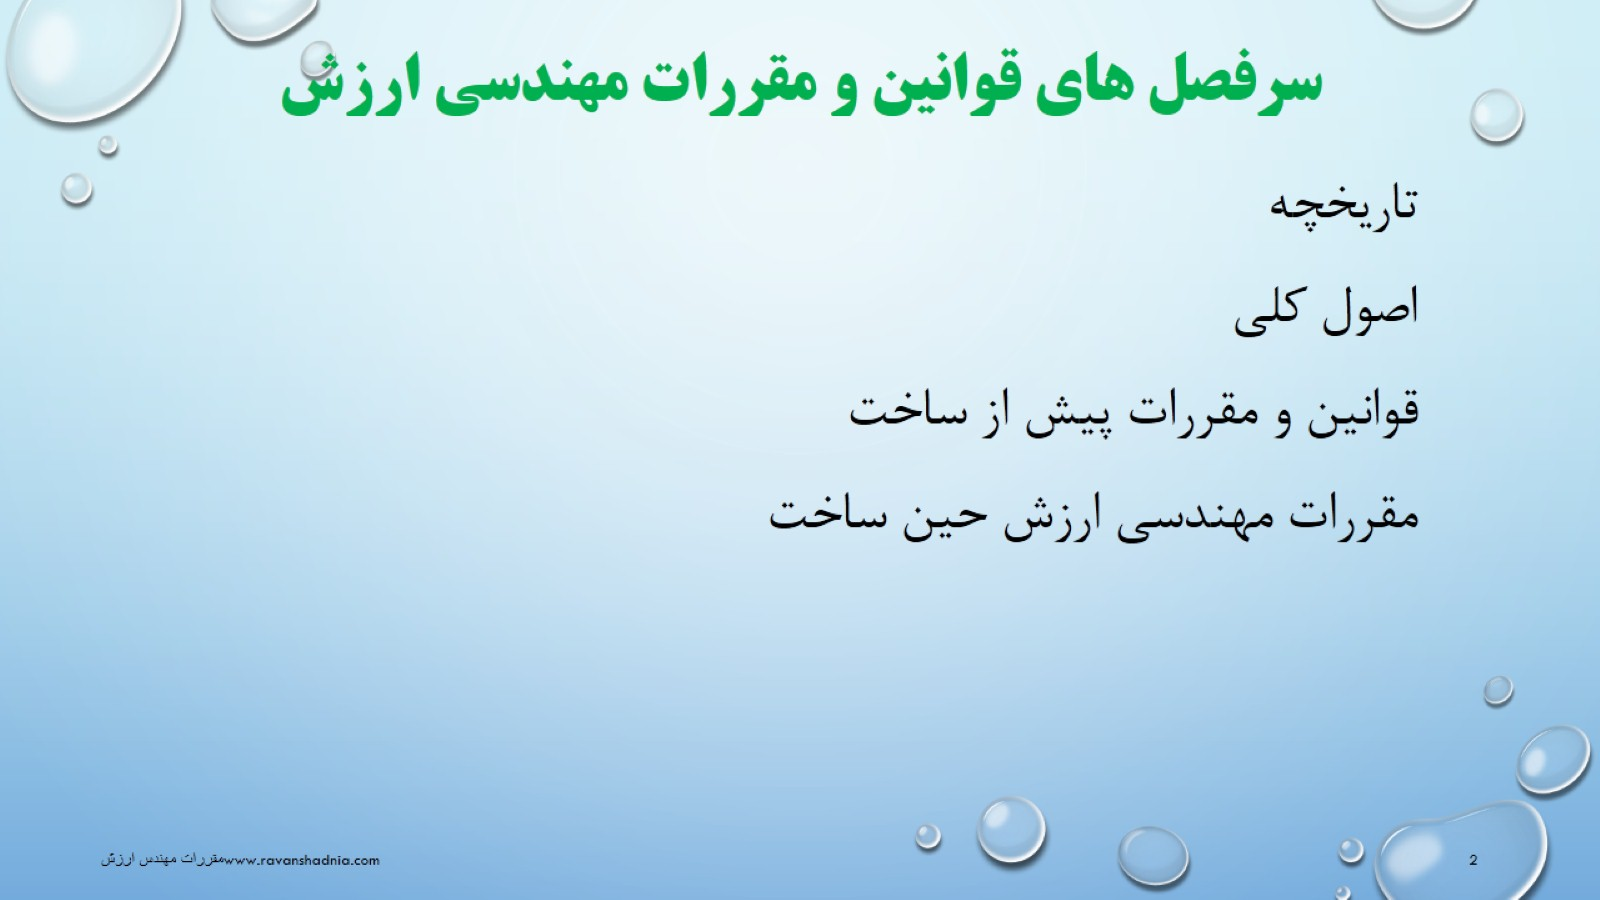 سرفصل های قوانین و مقررات مهندسی ارزش
تاریخچه
اصول کلی
قوانین و مقررات پیش از ساخت
مقررات مهندسی ارزش حین ساخت
مقررات مهندس ارزشwww.ravanshadnia.com
2